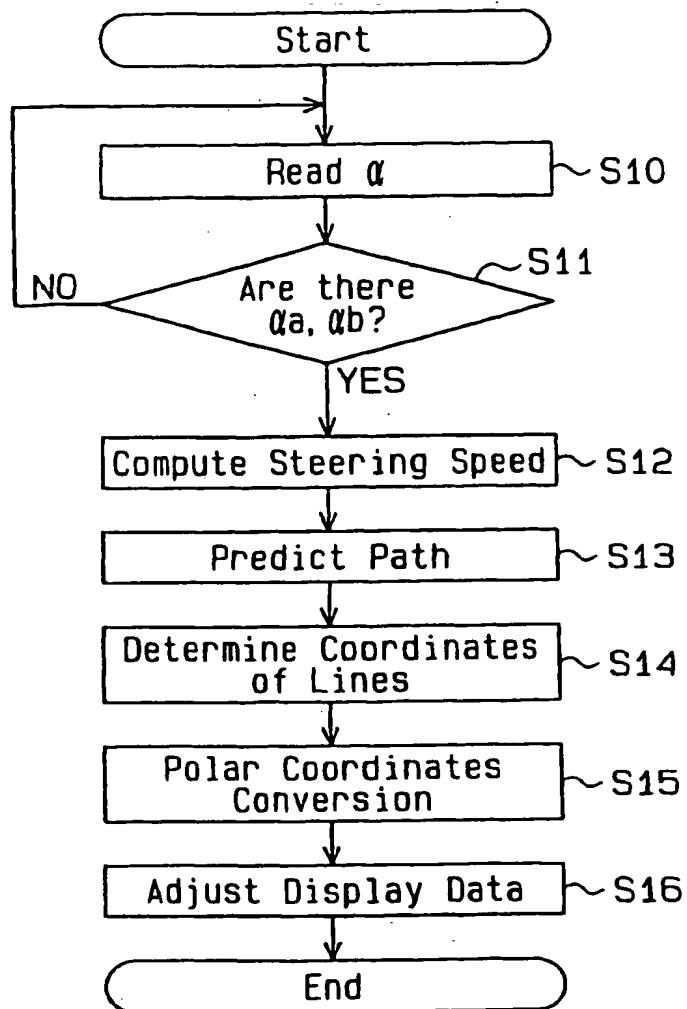 Start
Read α
S10
Are there
αa, αb?
S11
NO
YES
Compute Steering Speed
S12
Predict Path
S13
Determine Coordinates
of Lines
S14
Polar Coordinates
Conversion
S15
Adjust Display Data
S16
End